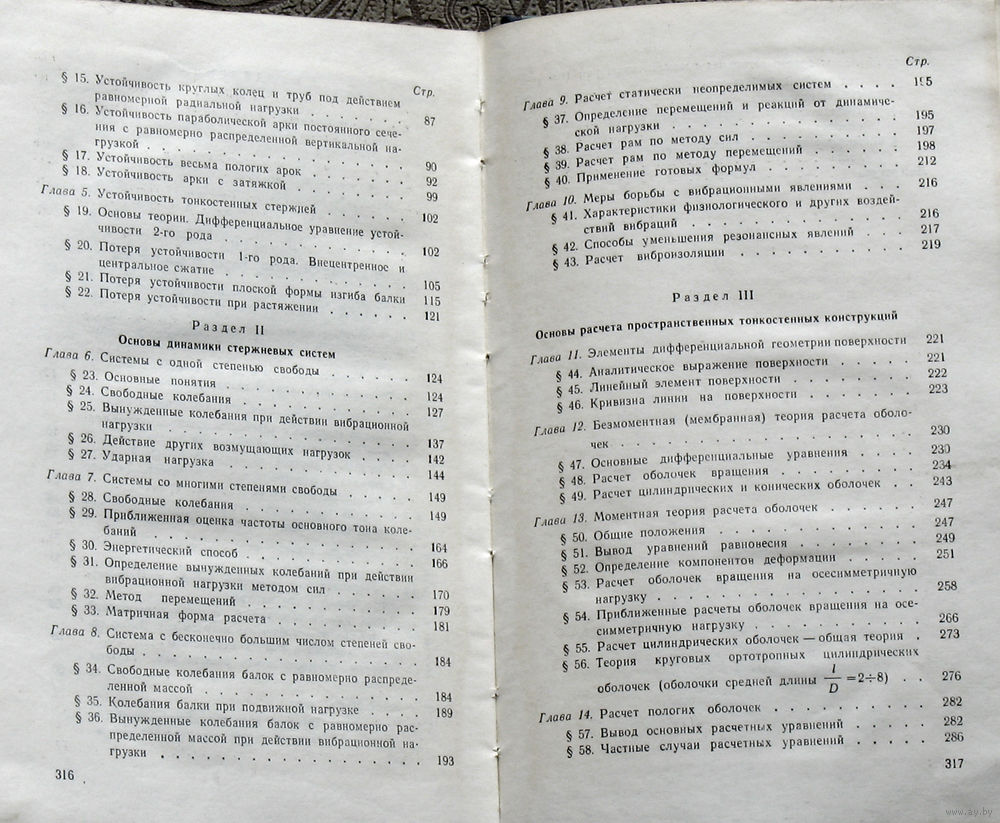 Стр.
§ 15. Устойчивость круглых колец и труб под действием
равномерной радиальной нагрузки . . . . . . . 87
§ 16. Устойчивость параболической арки постоянного сече-
ния с равномерно распределенной вертикальной на-
грузкой . . . . . . . . . . . . 90
§ 17. Устойчивость весьма пологих арок . . . . . . 92
§ 18. Устойчивость арки с затяжкой . . . . . . . 99
Глава 5. Устойчивость тонкостенных стержней . . . . . . 102
§ 19. Основы теории. Дифференциальное уравнение устой-
чивости 2-го рода . . . . . . . . . . 102
§ 20. Потеря устойчивости 1-го рода. Внецентренное и
центральное сжатие . . . . . . . . . . 105
§ 21. Потеря устойчивости плоской формы изгиба балки 115
§ 22. Потеря устойчивости при растяжении . . . . . . 121
Раздел II
Основы динамики стержневых систем
Глава 6. Системы с одной степенью свободы . . . . . . 124
§ 23. Основные понятия . . . . . . . . . . 124
§ 24. Свободные колебания . . . . . . . . . 127
§ 25. Вынужденные колебания при действии вибрационной
нагрузки . . . . . . . . . . . . 137
§ 26. Действие других возмущающих нагрузок . . . . 142
§ 27. Ударная нагрузка . . . . . . . . . . 144
Глава 7. Системы со многими степенями свободы . . . . . 149
§ 28. Свободные колебания . . . . . . . . . 149
§ 29. Приближенная оценка частоты основного тона коле-
баний . . . . . . . . . . . . . 164
§ 30. Энергетический способ . . . . . . . . . 166
§ 31. Определение вынужденных колебаний при действии
вибрационной нагрузки методом сил . . . . . . 170
§ 32. Метод перемещений . . . . . . . . . . 179
§ 33. Матричная форма расчета . . . . . . . . 181
Глава 8. Система с бесконечно большим числом степеней сво-
боды . . . . . . . . . . . . . . 184
§ 34. Свободные колебания балок с равномерно распреде-
ленной массой . . . . . . . . . . . 184
§ 35. Колебания балки при подвижной нагрузке . . . . 189
§ 36. Вынужденные колебания балок с равномерно рас-
пределенной массой при действии вибрационной на-
грузки . . . . . . . . . . . . . 193
316
Стр.
Глава 9. Расчет статически неопределимых систем . . . . 195
§ 37. Определение перемещений и реакций от динамиче-
ской нагрузки . . . . . . . . . . . 195
§ 38. Расчет рам по методу сил . . . . . . . . 197
§ 39. Расчет рам по методу перемещений . . . . . . 198
§ 40. Применение готовых формул . . . . . . . 212
Глава 10. Меры борьбы с вибрационными явлениями . . . 216
§ 41. Характеристики физиологического и других воздей-
ствий вибраций . . . . . . . . . . . 216
§ 42. Способы уменьшения резонансных явлений . . . . 217
§ 43. Расчет виброизоляции . . . . . . . . . 219
Раздел III
Основы расчета пространственных тонкостенных конструкций
Глава 11. Элементы дифференциальной геометрии поверхности 221
§ 44. Аналитическое выражение поверхности . . . . . 221
§ 45. Линейный элемент поверхности . . . . . . . 222
§ 46. Кривизна линии на поверхности . . . . . . . 223
Глава 12. Безмоментная (мембранная) теория расчета оболо-
чек . . . . . . . . . . . . . . 230
§ 47. Основные дифференциальные уравнения . . . . . 230
§ 48. Расчет оболочек вращения . . . . . . . . 234
§ 49. Расчет цилиндрических и конических оболочек . . 243
Глава 13. Моментная теория расчета оболочек . . . . . 247
§ 50. Общие положения . . . . . . . . . . 247
§ 51. Вывод уравнений равновесия . . . . . . . 249
§ 52. Определение компонентов деформации . . . . . 251
§ 53. Расчет оболочек вращения на осесимметричную
нагрузку . . . . . . . . . . . . 258
§ 54. Приближенные расчеты оболочек вращения на осе-
симметричную нагрузку . . . . . . . . . 266
§ 55. Расчет цилиндрических оболочек — общая теория . 273
§ 56. Теория круговых ортотропных цилиндрических
оболочек (оболочки средней длины l/D =2÷8) . . 276
Глава 14. Расчет пологих оболочек . . . . . . . . 282
§ 57. Вывод основных расчетных уравнений . . . . . 282
§ 58. Частные случаи расчетных уравнений . . . . . 286
317
www.ay.by